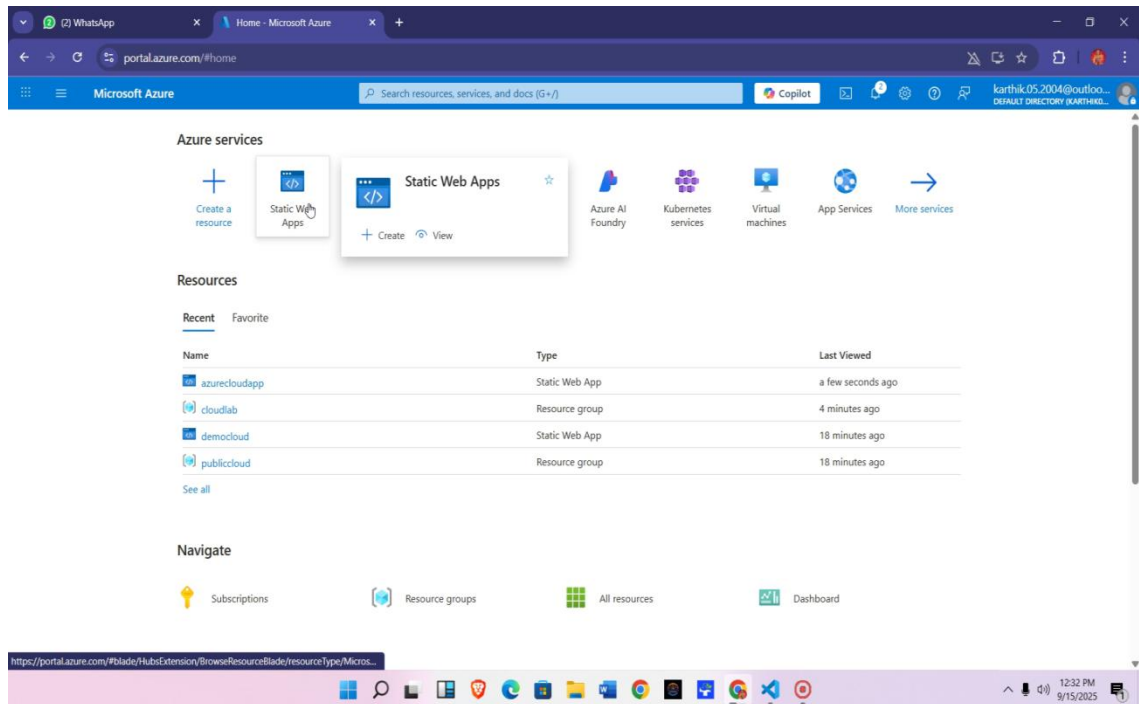 (2) WhatsApp
Home - Microsoft Azure
portal.azure.com/#home
Microsoft Azure
Search resources, services, and docs (G+/)
Copilot
2
karthik.05.2004@outloo...
DEFAULT DIRECTORY (KARTHIKD...
Azure services
Create a
resource
Static Web
Apps
Static Web Apps
Create
View
Azure AI
Foundry
Kubernetes
services
Virtual
machines
App Services
More services
Resources
Recent
Favorite
Name Type Last Viewed
azurecloudapp Static Web App a few seconds ago
cloudlab Resource group 4 minutes ago
democloud Static Web App 18 minutes ago
publiccloud Resource group 18 minutes ago
See all
Navigate
Subscriptions
Resource groups
All resources
Dashboard
https://portal.azure.com/#blade/HubsExtension/BrowseResourceBlade/resourceType/Micros...
12:32 PM
9/15/2025